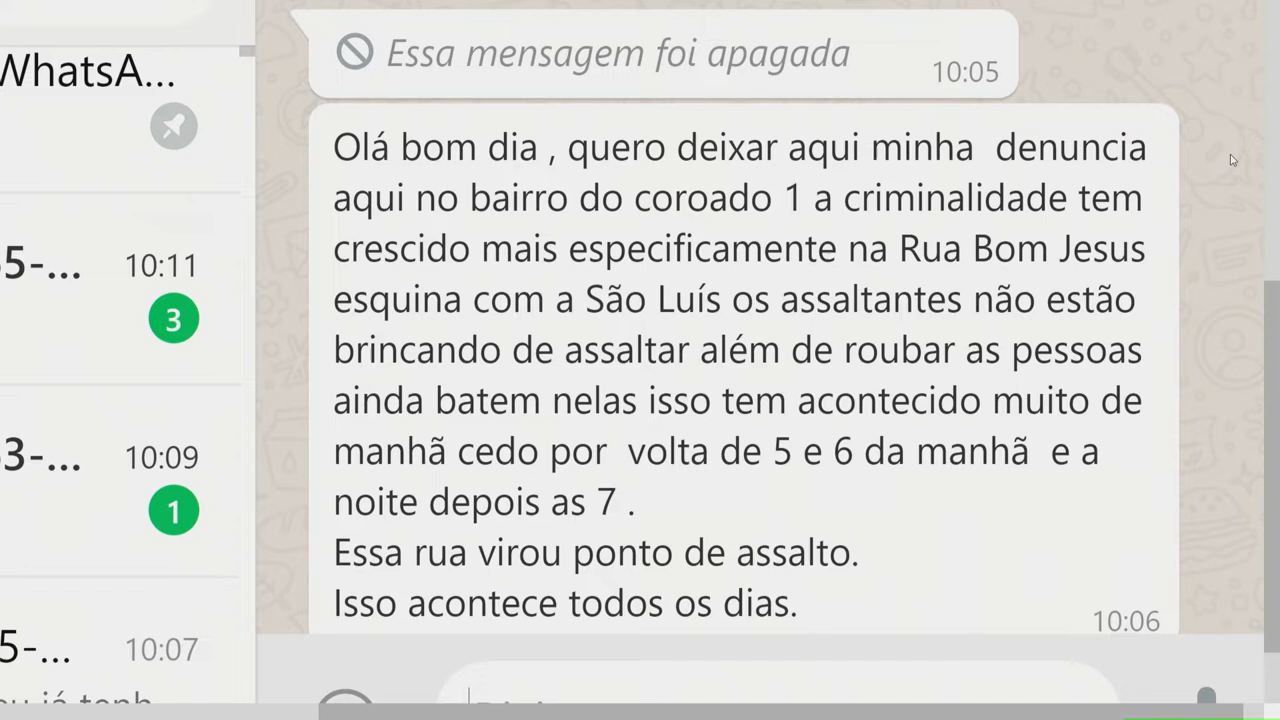 WhatsA...
5-... 10:11
3
3-... 10:09
1
5-... 10:07
Essa mensagem foi apagada
10:05
Olá bom dia , quero deixar aqui minha  denuncia
aqui no bairro do coroado 1 a criminalidade tem
crescido mais especificamente na Rua Bom Jesus
esquina com a São Luís os assaltantes não estão
brincando de assaltar além de roubar as pessoas
ainda batem nelas isso tem acontecido muito de
manhã cedo por  volta de 5 e 6 da manhã  e a
noite depois as 7 .
Essa rua virou ponto de assalto.
Isso acontece todos os dias.
10:06